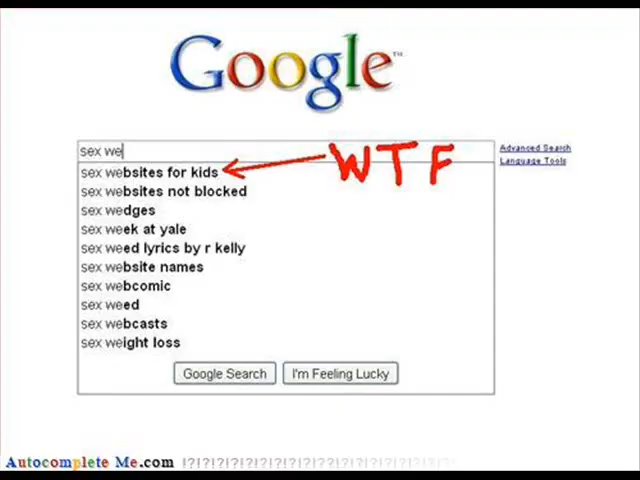 Google™
sex we
Advanced Search
Language Tools
WTF
sex websites for kids
sex websites not blocked
sex wedges
sex week at yale
sex weed lyrics by r kelly
sex website names
sex webcomic
sex weed
sex webcasts
sex weight loss
Google Search
I'm Feeling Lucky
Autocomplete Me.com